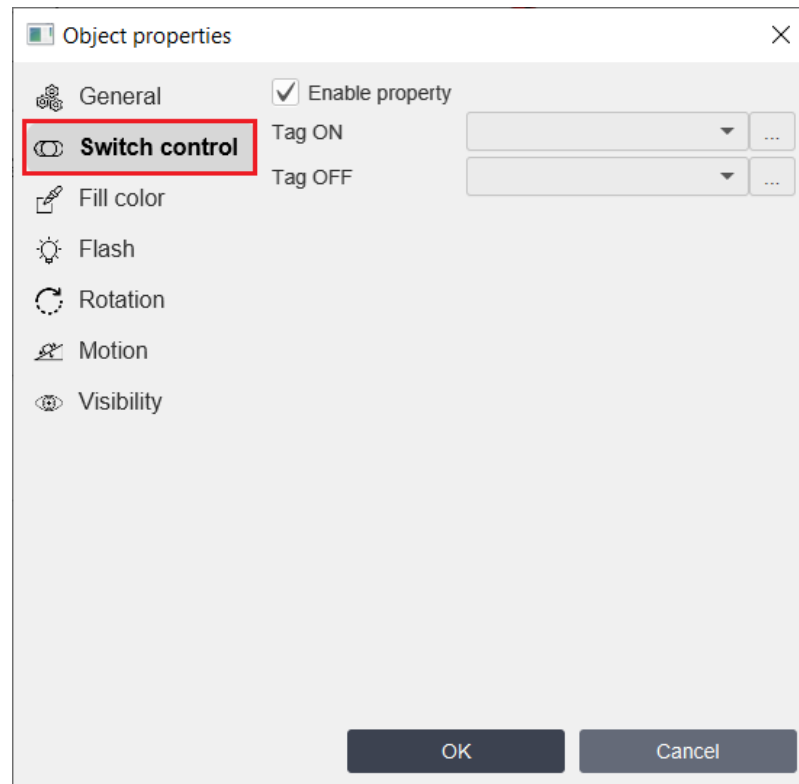 Object properties
General
Switch control
Fill color
Flash
Rotation
Motion
Visibility
Enable property
Tag ON
...
Tag OFF
...
OK
Cancel